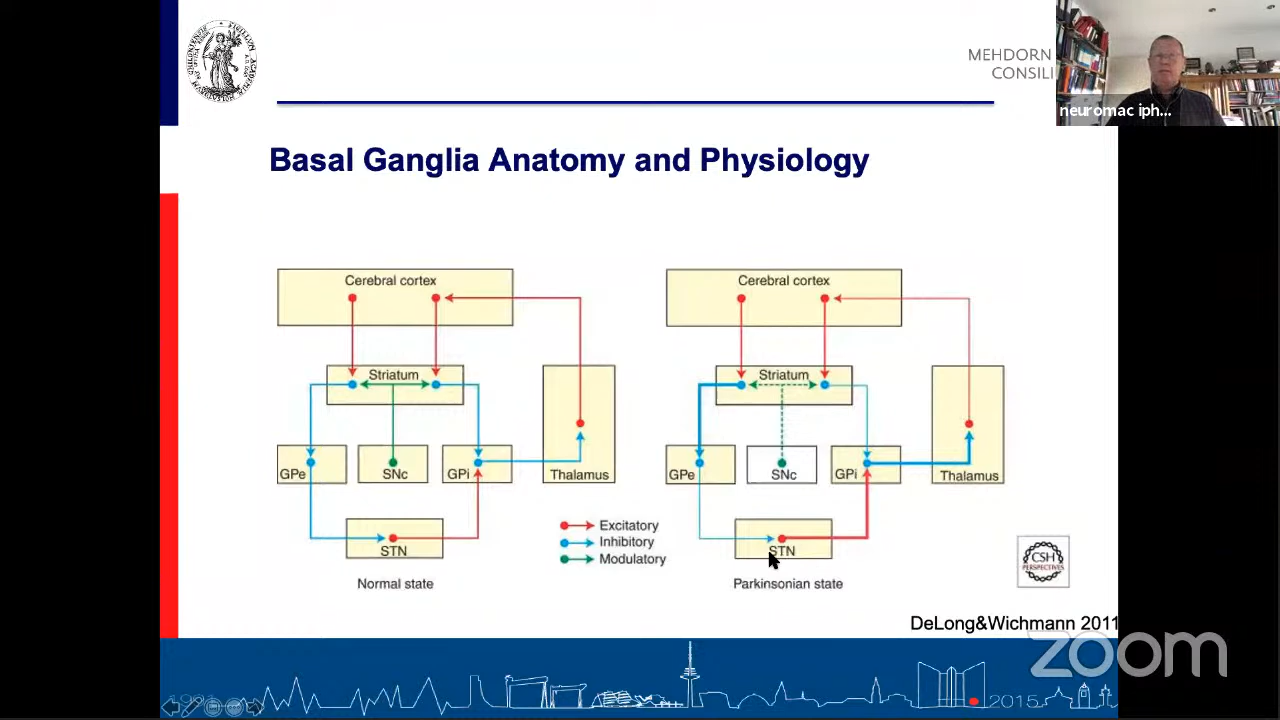 MEHDORN
CONSILI
neuromac iph...
Basal Ganglia Anatomy and Physiology
Cerebral cortex
Striatum
GPe
SNc
GPi
Thalamus
STN
Normal state
Excitatory
Inhibitory
Modulatory
Cerebral cortex
Striatum
GPe
SNc
GPi
Thalamus
STN
Parkinsonian state
CSH
PERSPECTIVES
DeLong&Wichmann 2011
zoom
2015